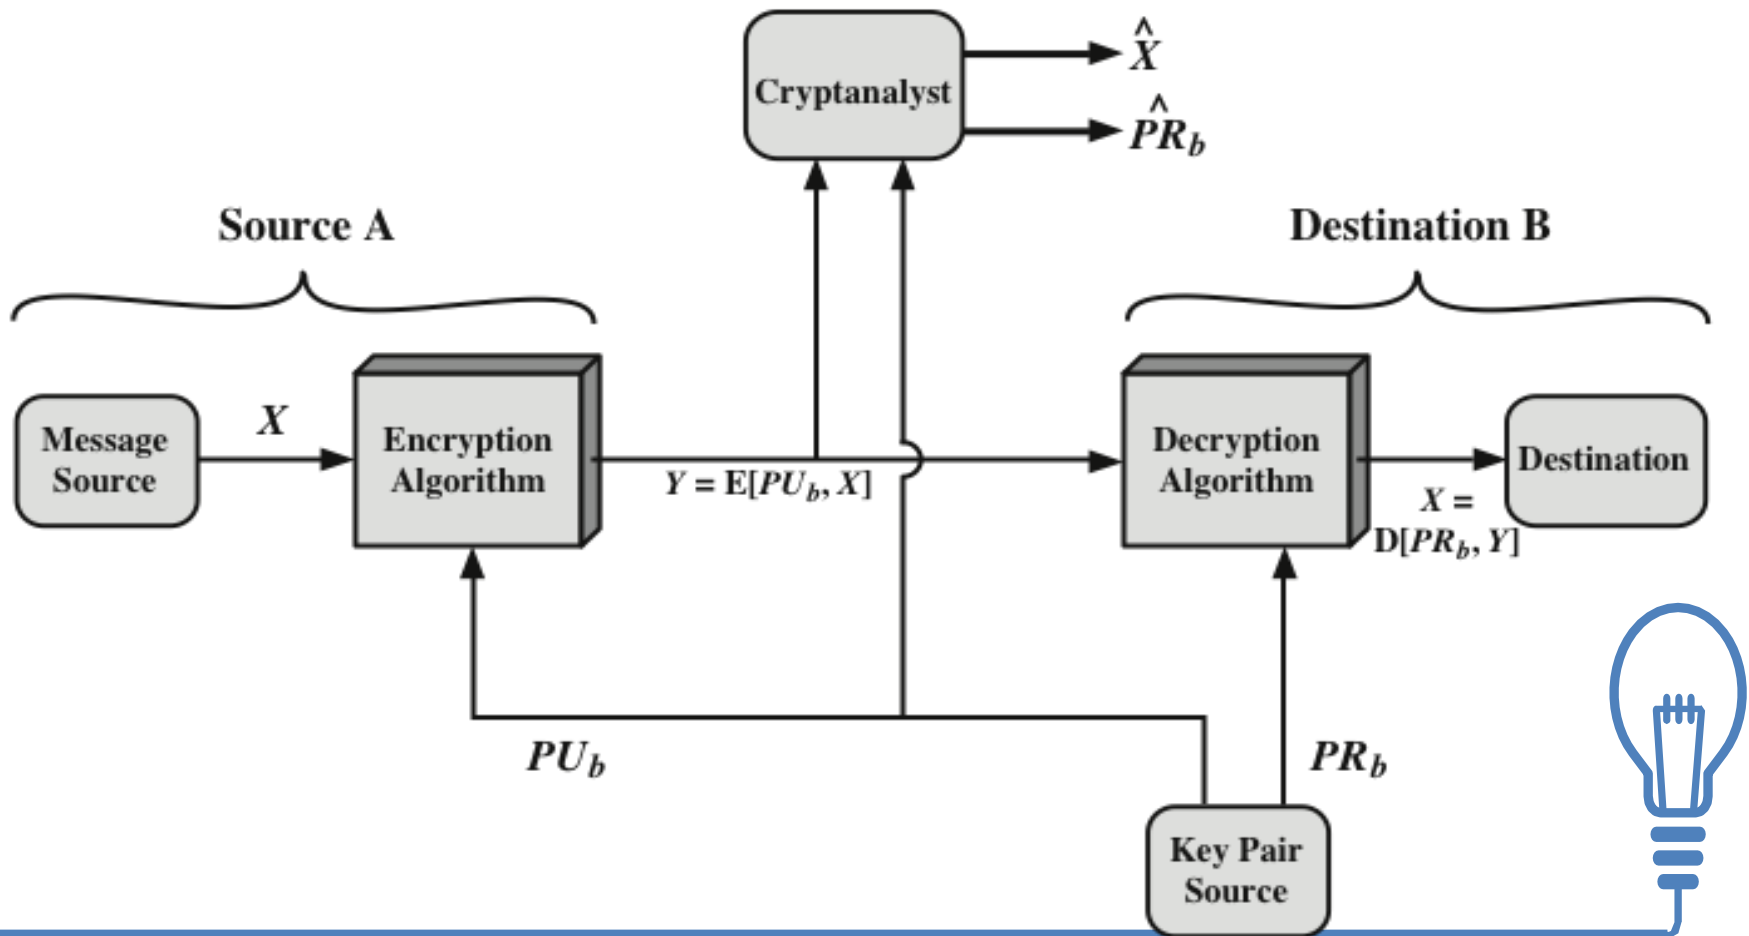 X̂
Cryptanalyst
P̂R_b
Source A
Destination B
X
Message
Source
Encryption
Algorithm
Y = E[PU_b, X]
Decryption
Algorithm
Destination
X =
D[PR_b, Y]
PU_b
PR_b
Key Pair
Source